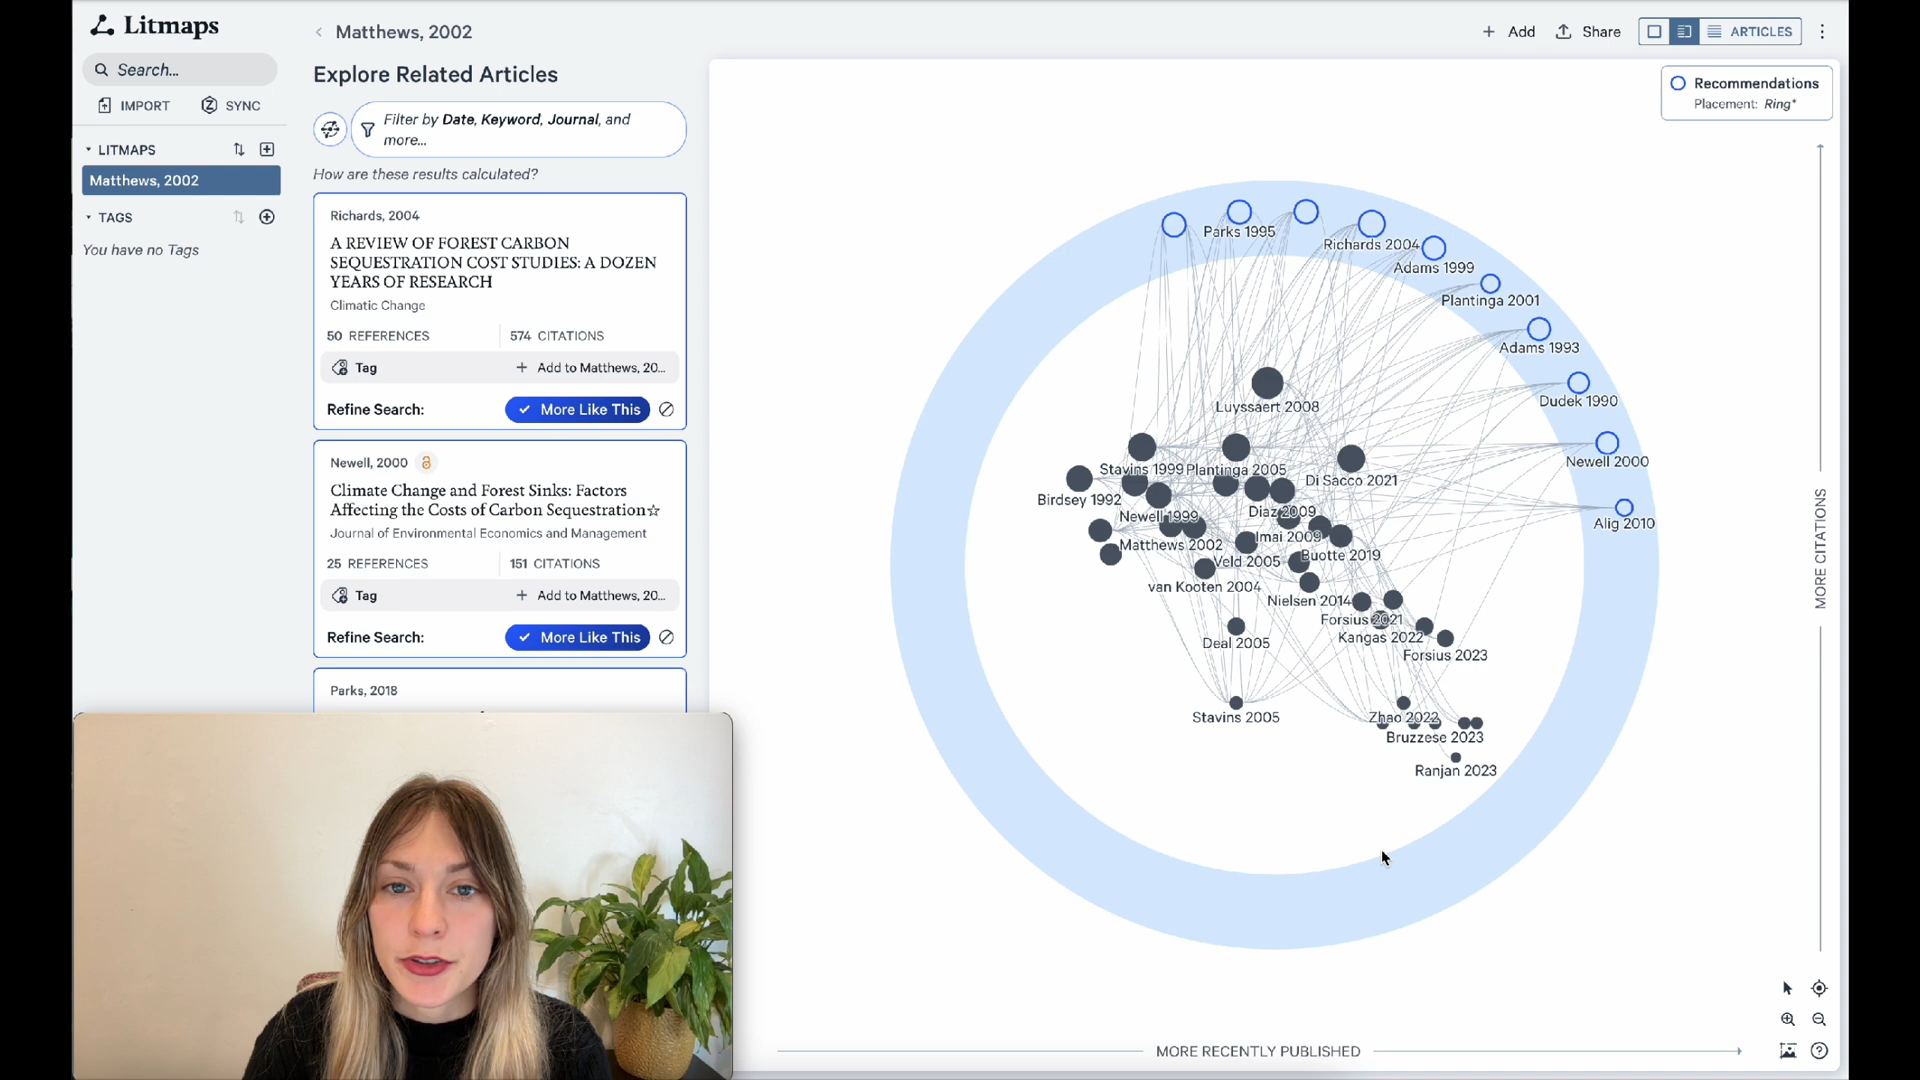 Litmaps
Search...
IMPORT
SYNC
LITMAPS
Matthews, 2002
TAGS
You have no Tags
Matthews, 2002
Explore Related Articles
Filter by Date, Keyword, Journal, and
more...
How are these results calculated?
Richards, 2004
A REVIEW OF FOREST CARBON
SEQUESTRATION COST STUDIES: A DOZEN
YEARS OF RESEARCH
Climatic Change
50 REFERENCES
574 CITATIONS
Tag
+ Add to Matthews, 20...
Refine Search:
More Like This
Newell, 2000
Climate Change and Forest Sinks: Factors
Affecting the Costs of Carbon Sequestration☆
Journal of Environmental Economics and Management
25 REFERENCES
151 CITATIONS
Tag
+ Add to Matthews, 20...
Refine Search:
More Like This
Parks, 2018
+ Add
Share
ARTICLES
Recommendations
Placement: Ring*
Parks 1995
Richards 2004
Adams 1999
Plantinga 2001
Adams 1993
Dudek 1990
Newell 2000
Alig 2010
Luyssaert 2008
Stavins 1999
Plantinga 2005
Di Sacco 2021
Birdsey 1992
Newell 1999
Diaz 2009
Imai 2009
Matthews 2002
Veld 2005
Buotte 2019
van Kooten 2004
Nielsen 2014
Forsius 2021
Kangas 2022
Deal 2005
Forsius 2023
Stavins 2005
Zhao 2022
Bruzzese 2023
Ranjan 2023
MORE CITATIONS
MORE RECENTLY PUBLISHED